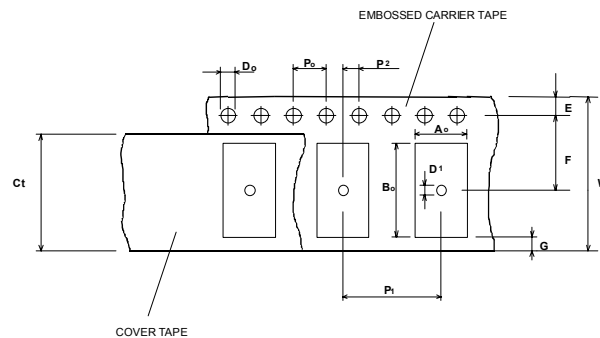 EMBOSSED CARRIER TAPE
Do
Po
P2
E
Ao
F
Ct
D1
Bo
W
G
P1
COVER TAPE